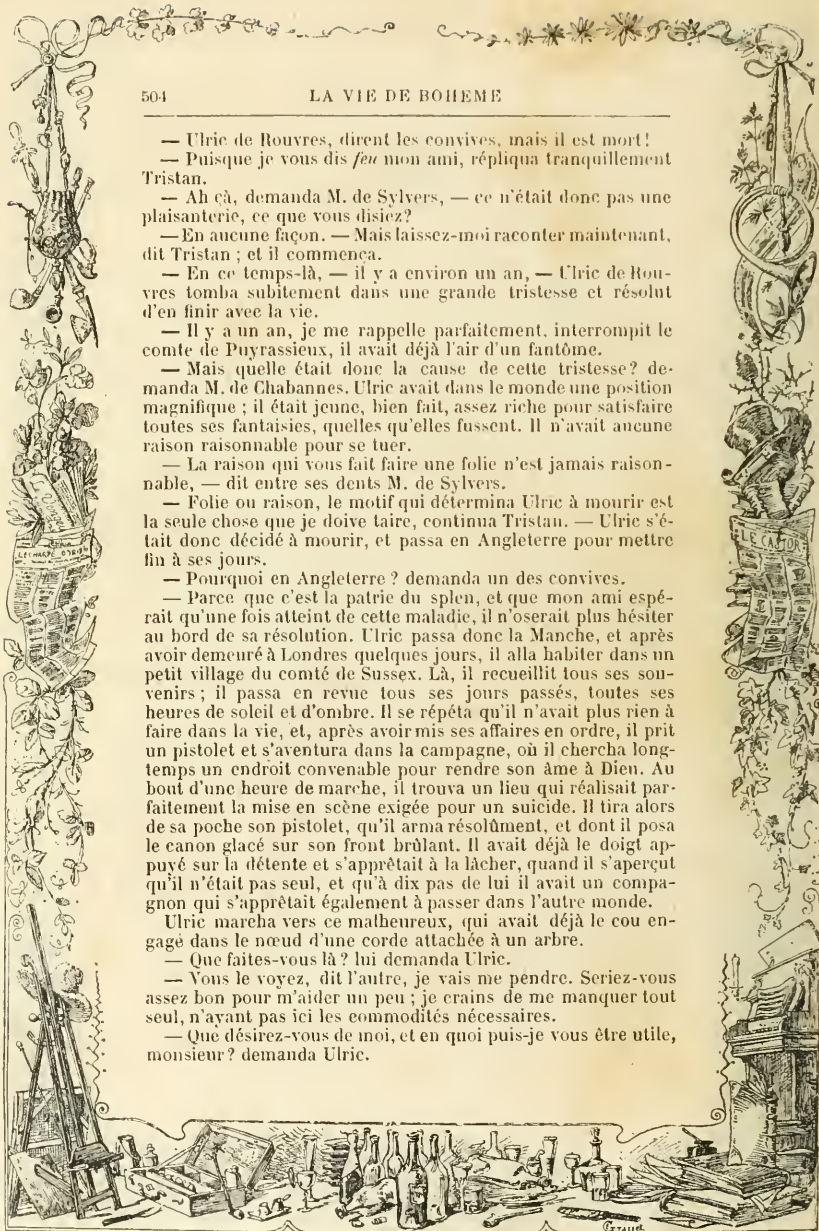 504
LA VIE DE BOHEME
— Ulric de Rouvres, dirent les convives, mais il est mort!
— Puisque je vous dis feu mon ami, répliqua tranquillement
Tristan.
— Ah çà, demanda M. de Sylvers, — ce n'était donc pas une
plaisanterie, ce que vous disiez?
— En aucune façon. — Mais laissez-moi raconter maintenant,
dit Tristan ; et il commença.
— En ce temps-là, — il y a environ un an, — Ulric de Rou-
vres tomba subitement dans une grande tristesse et résolut
d'en finir avec la vie.
— Il y a un an, je me rappelle parfaitement, interrompit le
comte de Puyrassieux, il avait déjà l'air d'un fantôme.
— Mais quelle était donc la cause de cette tristesse? de-
manda M. de Chabannes. Ulric avait dans le monde une position
magnifique ; il était jeune, bien fait, assez riche pour satisfaire
toutes ses fantaisies, quelles qu'elles fussent. Il n'avait aucune
raison raisonnable pour se tuer.
— La raison qui vous fait faire une folie n'est jamais raison-
nable, — dit entre ses dents M. de Sylvers.
— Folie ou raison, le motif qui détermina Ulric à mourir est
la seule chose que je doive taire, continua Tristan. — Ulric s'é-
tait donc décidé à mourir, et passa en Angleterre pour mettre
fin à ses jours.
— Pourquoi en Angleterre ? demanda un des convives.
— Parce que c'est la patrie du splen, et que mon ami espé-
rait qu'une fois atteint de cette maladie, il n'oserait plus hésiter
au bord de sa résolution. Ulric passa donc la Manche, et après
avoir demeuré à Londres quelques jours, il alla habiter dans un
petit village du comté de Sussex. Là, il recueillit tous ses sou-
venirs ; il passa en revue tous ses jours passés, toutes ses
heures de soleil et d'ombre. Il se répéta qu'il n'avait plus rien à
faire dans la vie, et, après avoir mis ses affaires en ordre, il prit
un pistolet et s'aventura dans la campagne, où il chercha long-
temps un endroit convenable pour rendre son âme à Dieu. Au
bout d'une heure de marche, il trouva un lieu qui réalisait par-
faitement la mise en scène exigée pour un suicide. Il tira alors
de sa poche son pistolet, qu'il arma résolûment, et dont il posa
le canon glacé sur son front brûlant. Il avait déjà le doigt ap-
puyé sur la détente et s'apprêtait à la lâcher, quand il s'aperçut
qu'il n'était pas seul, et qu'à dix pas de lui il avait un compa-
gnon qui s'apprêtait également à passer dans l'autre monde.
Ulric marcha vers ce malheureux, qui avait déjà le cou en-
gagé dans le nœud d'une corde attachée à un arbre.
— Que faites-vous là ? lui demanda Ulric.
— Vous le voyez, dit l'autre, je vais me pendre. Seriez-vous
assez bon pour m'aider un peu ; je crains de me manquer tout
seul, n'ayant pas ici les commodités nécessaires.
— Que désirez-vous de moi, et en quoi puis-je vous être utile,
monsieur ? demanda Ulric.
LE CASTOR